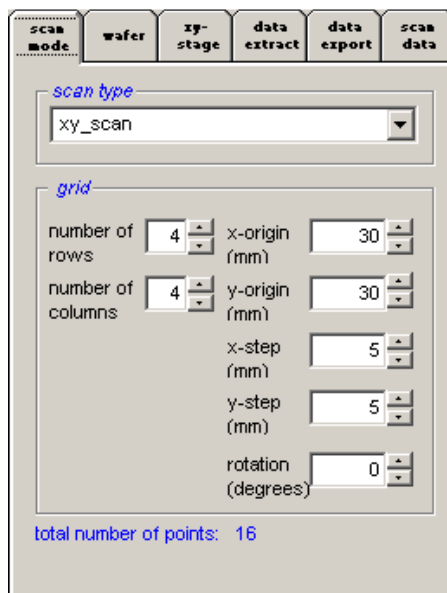 scan mode
wafer
xy-stage
data extract
data export
scan data
scan type
xy_scan
grid
number of rows
4
x-origin (mm)
30
number of columns
4
y-origin (mm)
30
x-step (mm)
5
y-step (mm)
5
rotation (degrees)
0
total number of points: 16